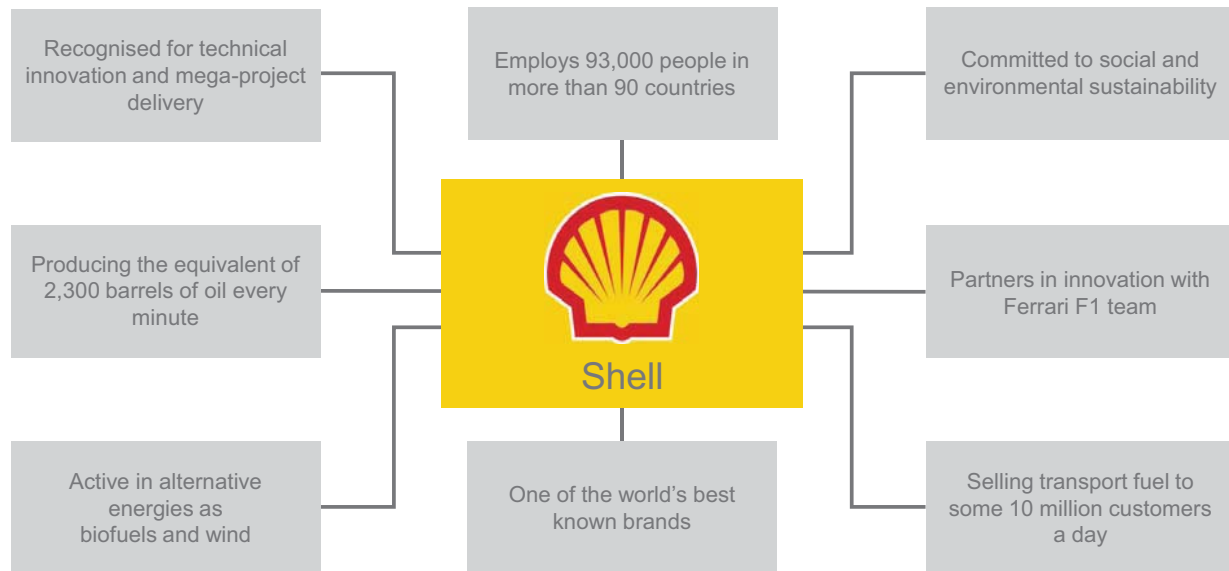 Recognised for technical
innovation and mega-project
delivery
Employs 93,000 people in
more than 90 countries
Committed to social and
environmental sustainability
Producing the equivalent of
2,300 barrels of oil every
minute
Shell
Partners in innovation with
Ferrari F1 team
Active in alternative
energies as
biofuels and wind
One of the world’s best
known brands
Selling transport fuel to
some 10 million customers
a day